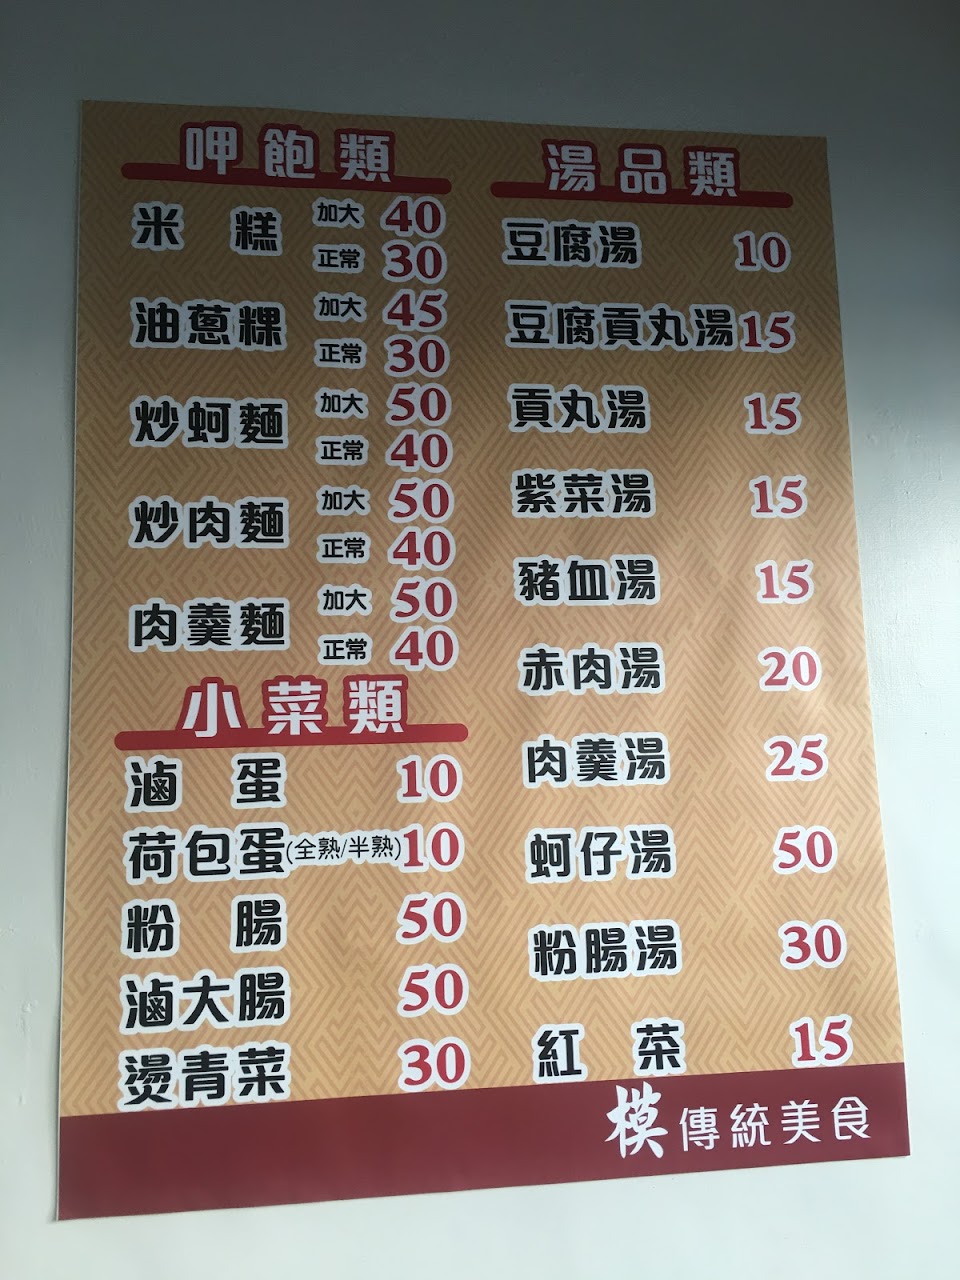 呷飽類
米糕 加大 40
正常 30
油蔥粿 加大 45
正常 30
炒蚵麵 加大 50
正常 40
炒肉麵 加大 50
正常 40
肉羹麵 加大 50
正常 40
小菜類
滷蛋 10
荷包蛋(全熟/半熟)10
粉腸 50
滷大腸 50
燙青菜 30
湯品類
豆腐湯 10
豆腐貢丸湯 15
貢丸湯 15
紫菜湯 15
豬血湯 15
赤肉湯 20
肉羹湯 25
蚵仔湯 50
粉腸湯 30
紅茶 15
模傳統美食